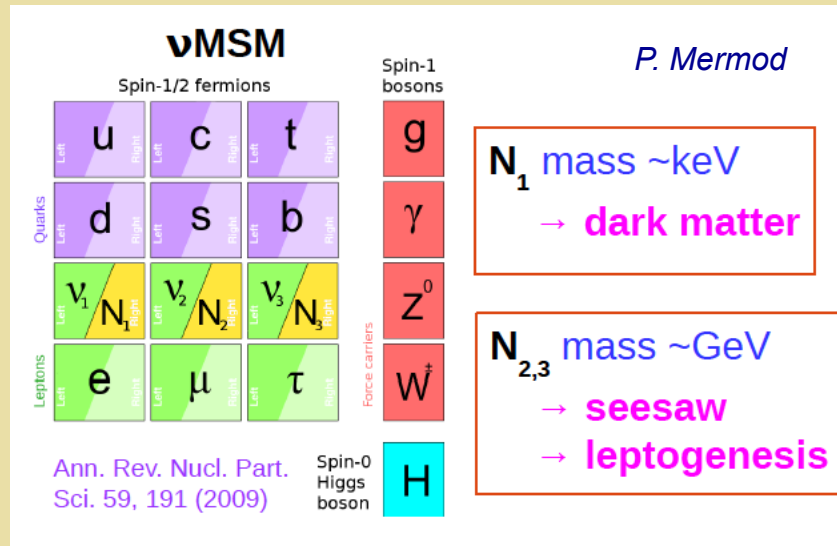 νMSM
P. Mermod
Spin-1/2 fermions
Spin-1
bosons
Quarks
Left u Right
Left c Right
Left t Right
g
Left d Right
Left s Right
Left b Right
γ
Leptons
Left ν₁ N₁ Right
Left ν₂ N₂ Right
Left ν₃ N₃ Right
Force carriers
Z⁰
Left e Right
Left μ Right
Left τ Right
W±
Spin-0
Higgs
boson
H
Ann. Rev. Nucl. Part.
Sci. 59, 191 (2009)
N₁ mass ~keV
→ dark matter
N₂,₃ mass ~GeV
→ seesaw
→ leptogenesis